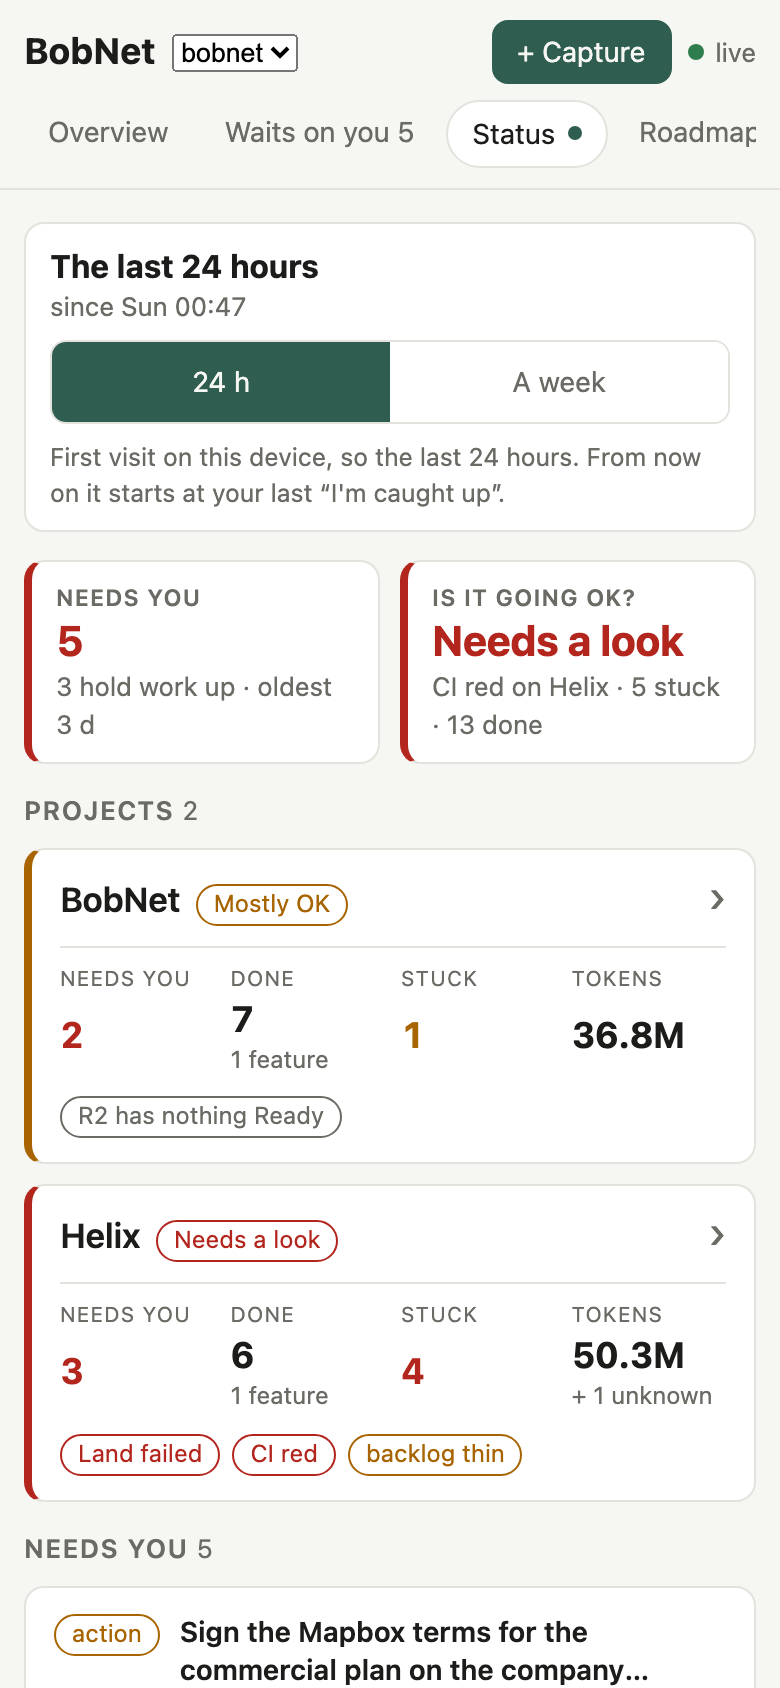 BobNet bobnet + Capture live
Overview Waits on you 5 Status Roadmap
The last 24 hours
since Sun 00:47
24 h A week
First visit on this device, so the last 24 hours. From now
on it starts at your last “I'm caught up”.
NEEDS YOU
5
3 hold work up · oldest
3 d
IS IT GOING OK?
Needs a look
CI red on Helix · 5 stuck
· 13 done
PROJECTS 2
BobNet Mostly OK
NEEDS YOU DONE STUCK TOKENS
2 7 1 36.8M
1 feature
R2 has nothing Ready
Helix Needs a look
NEEDS YOU DONE STUCK TOKENS
3 6 4 50.3M
1 feature + 1 unknown
Land failed CI red backlog thin
NEEDS YOU 5
action Sign the Mapbox terms for the
commercial plan on the company...